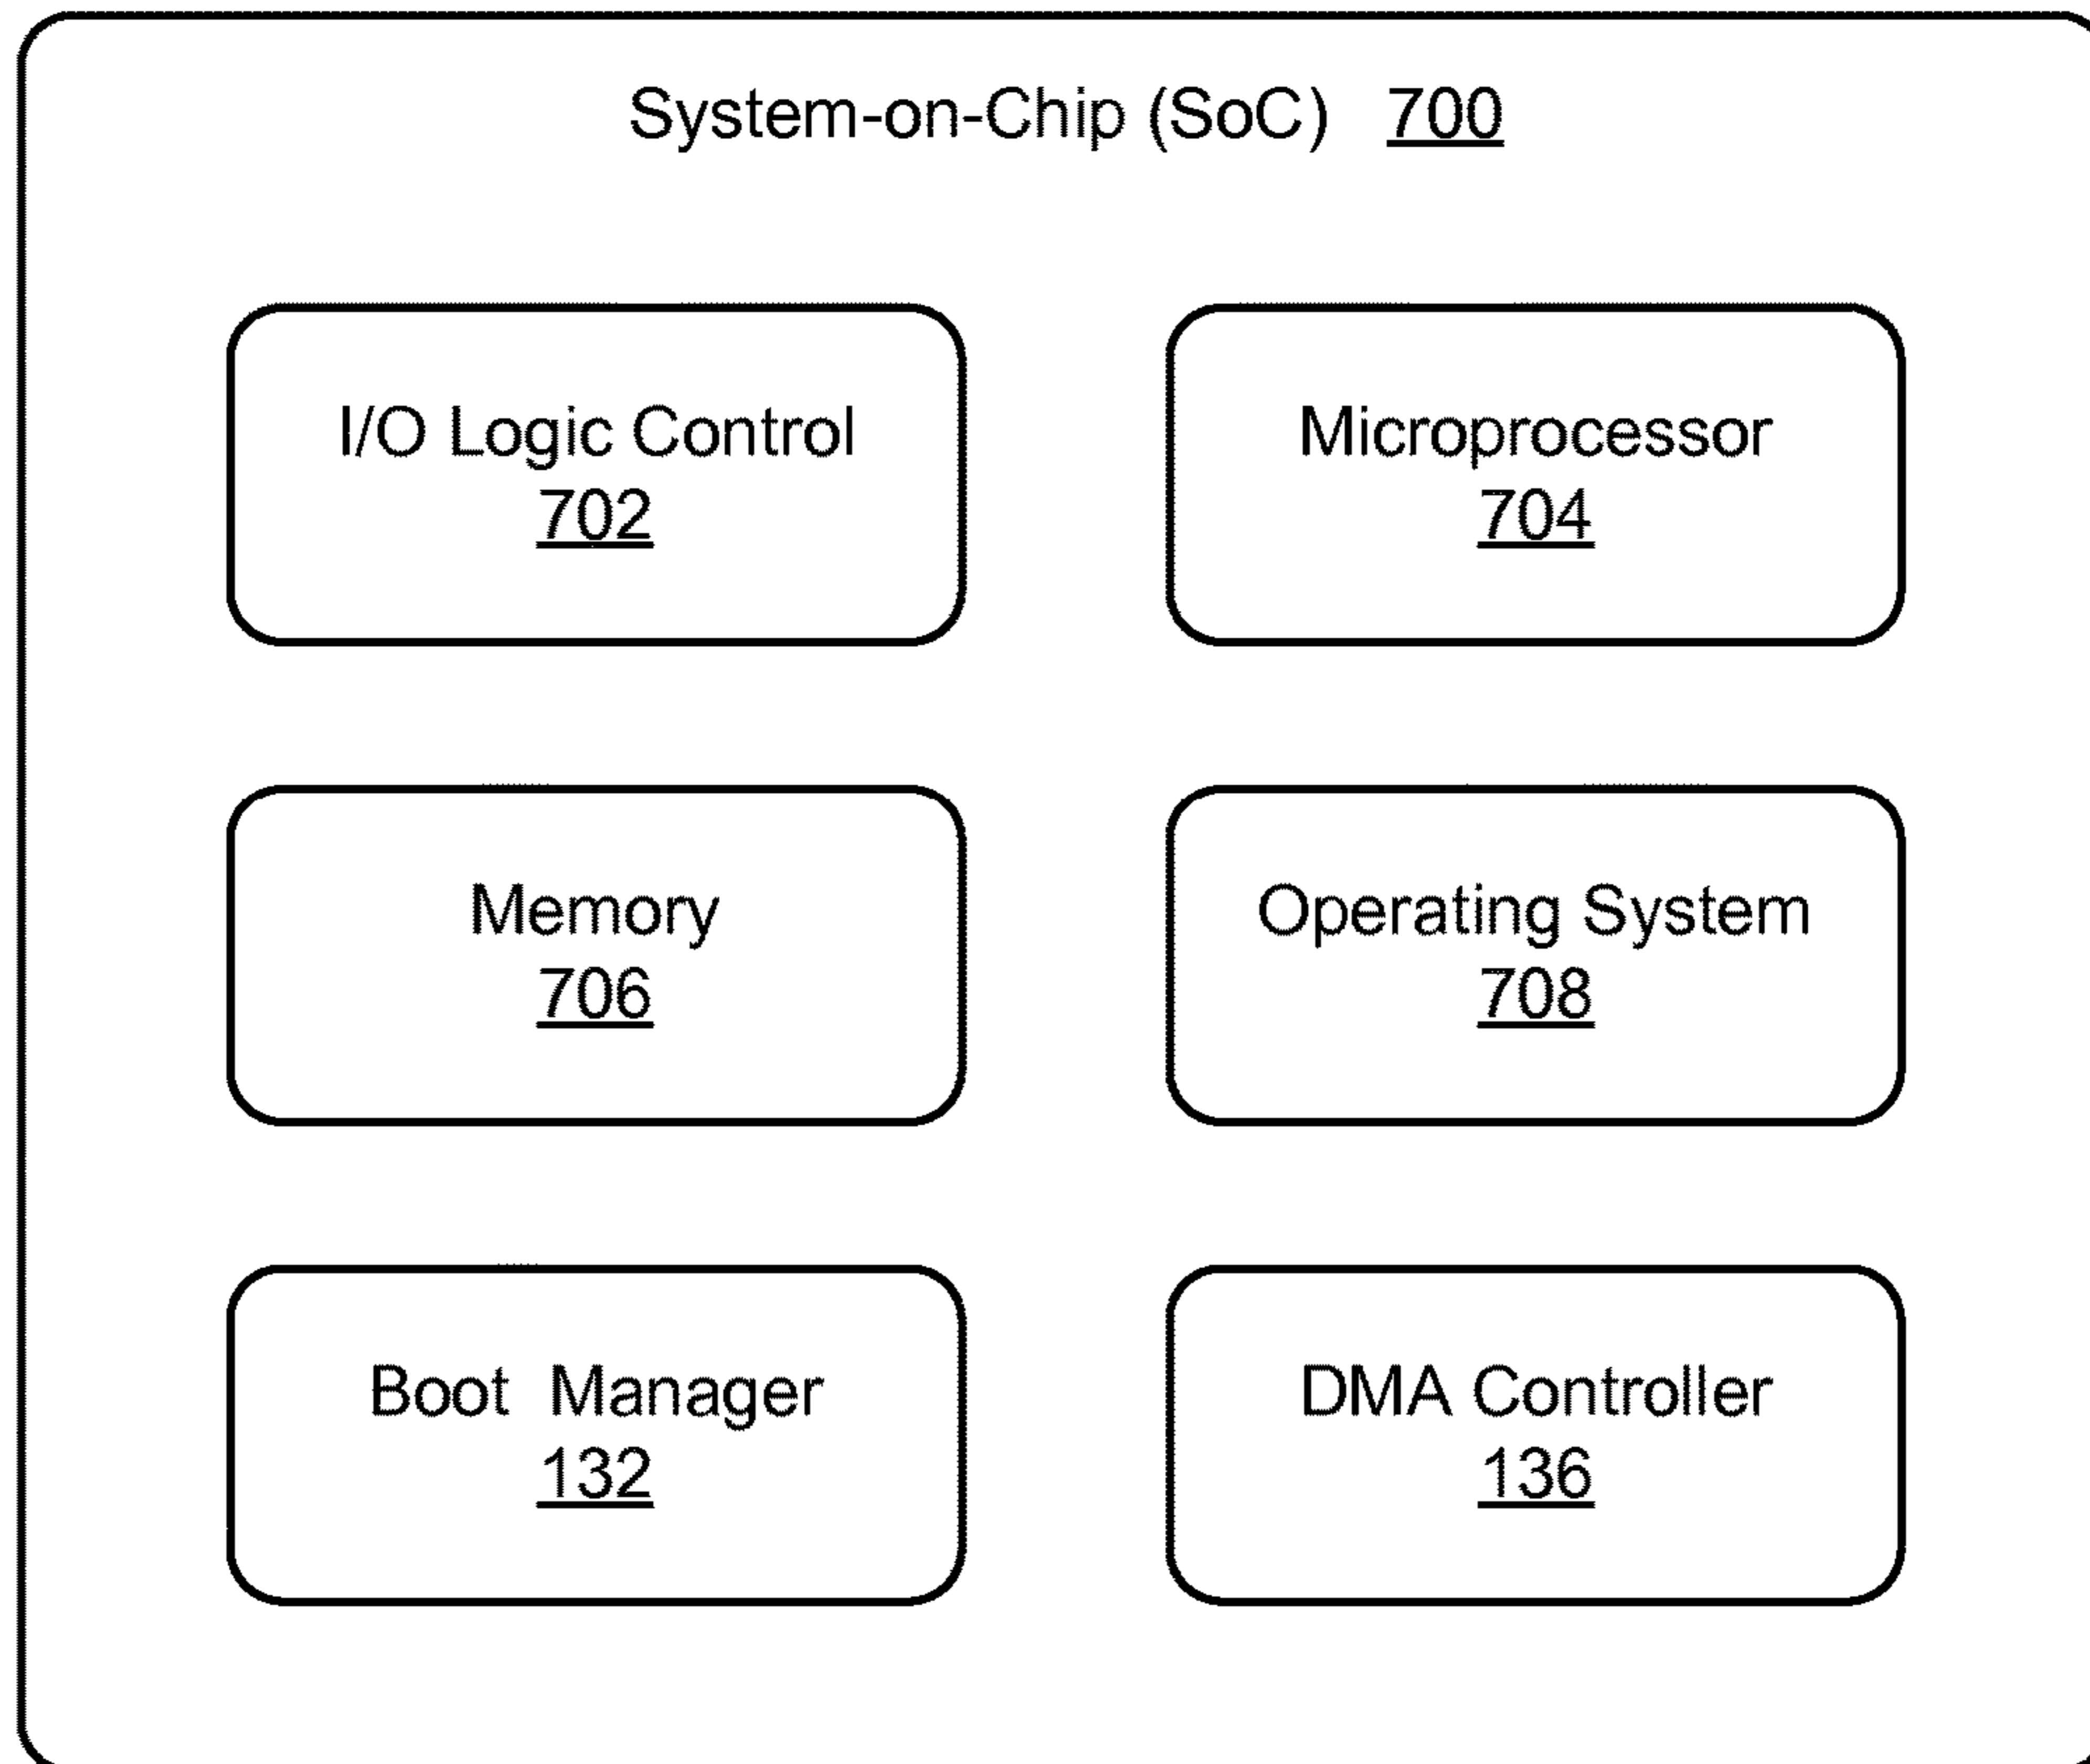 System-on-Chip (SoC) 700
I/O Logic Control
702
Microprocessor
704
Memory
706
Operating System
708
Boot Manager
132
DMA Controller
136